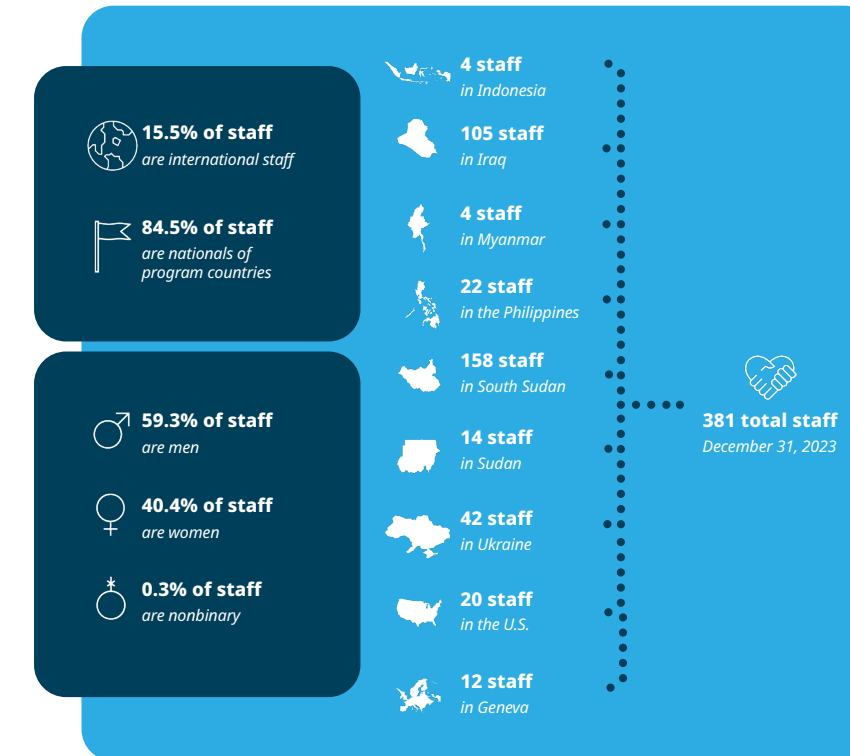 15.5% of staff
are international staff
84.5% of staff
are nationals of
program countries
59.3% of staff
are men
40.4% of staff
are women
0.3% of staff
are nonbinary
4 staff
in Indonesia
105 staff
in Iraq
4 staff
in Myanmar
22 staff
in the Philippines
158 staff
in South Sudan
14 staff
in Sudan
42 staff
in Ukraine
20 staff
in the U.S.
12 staff
in Geneva
381 total staff
December 31, 2023